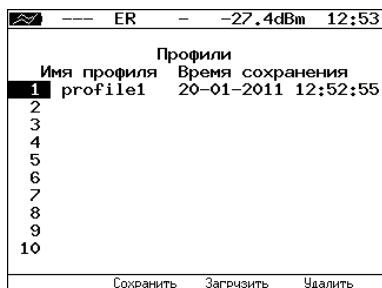 --- ER - -27.4dBm 12:53
Профили
Имя профиля Время сохранения
1 profile1 20-01-2011 12:52:55
2
3
4
5
6
7
8
9
10
Сохранить Загрузить Удалить